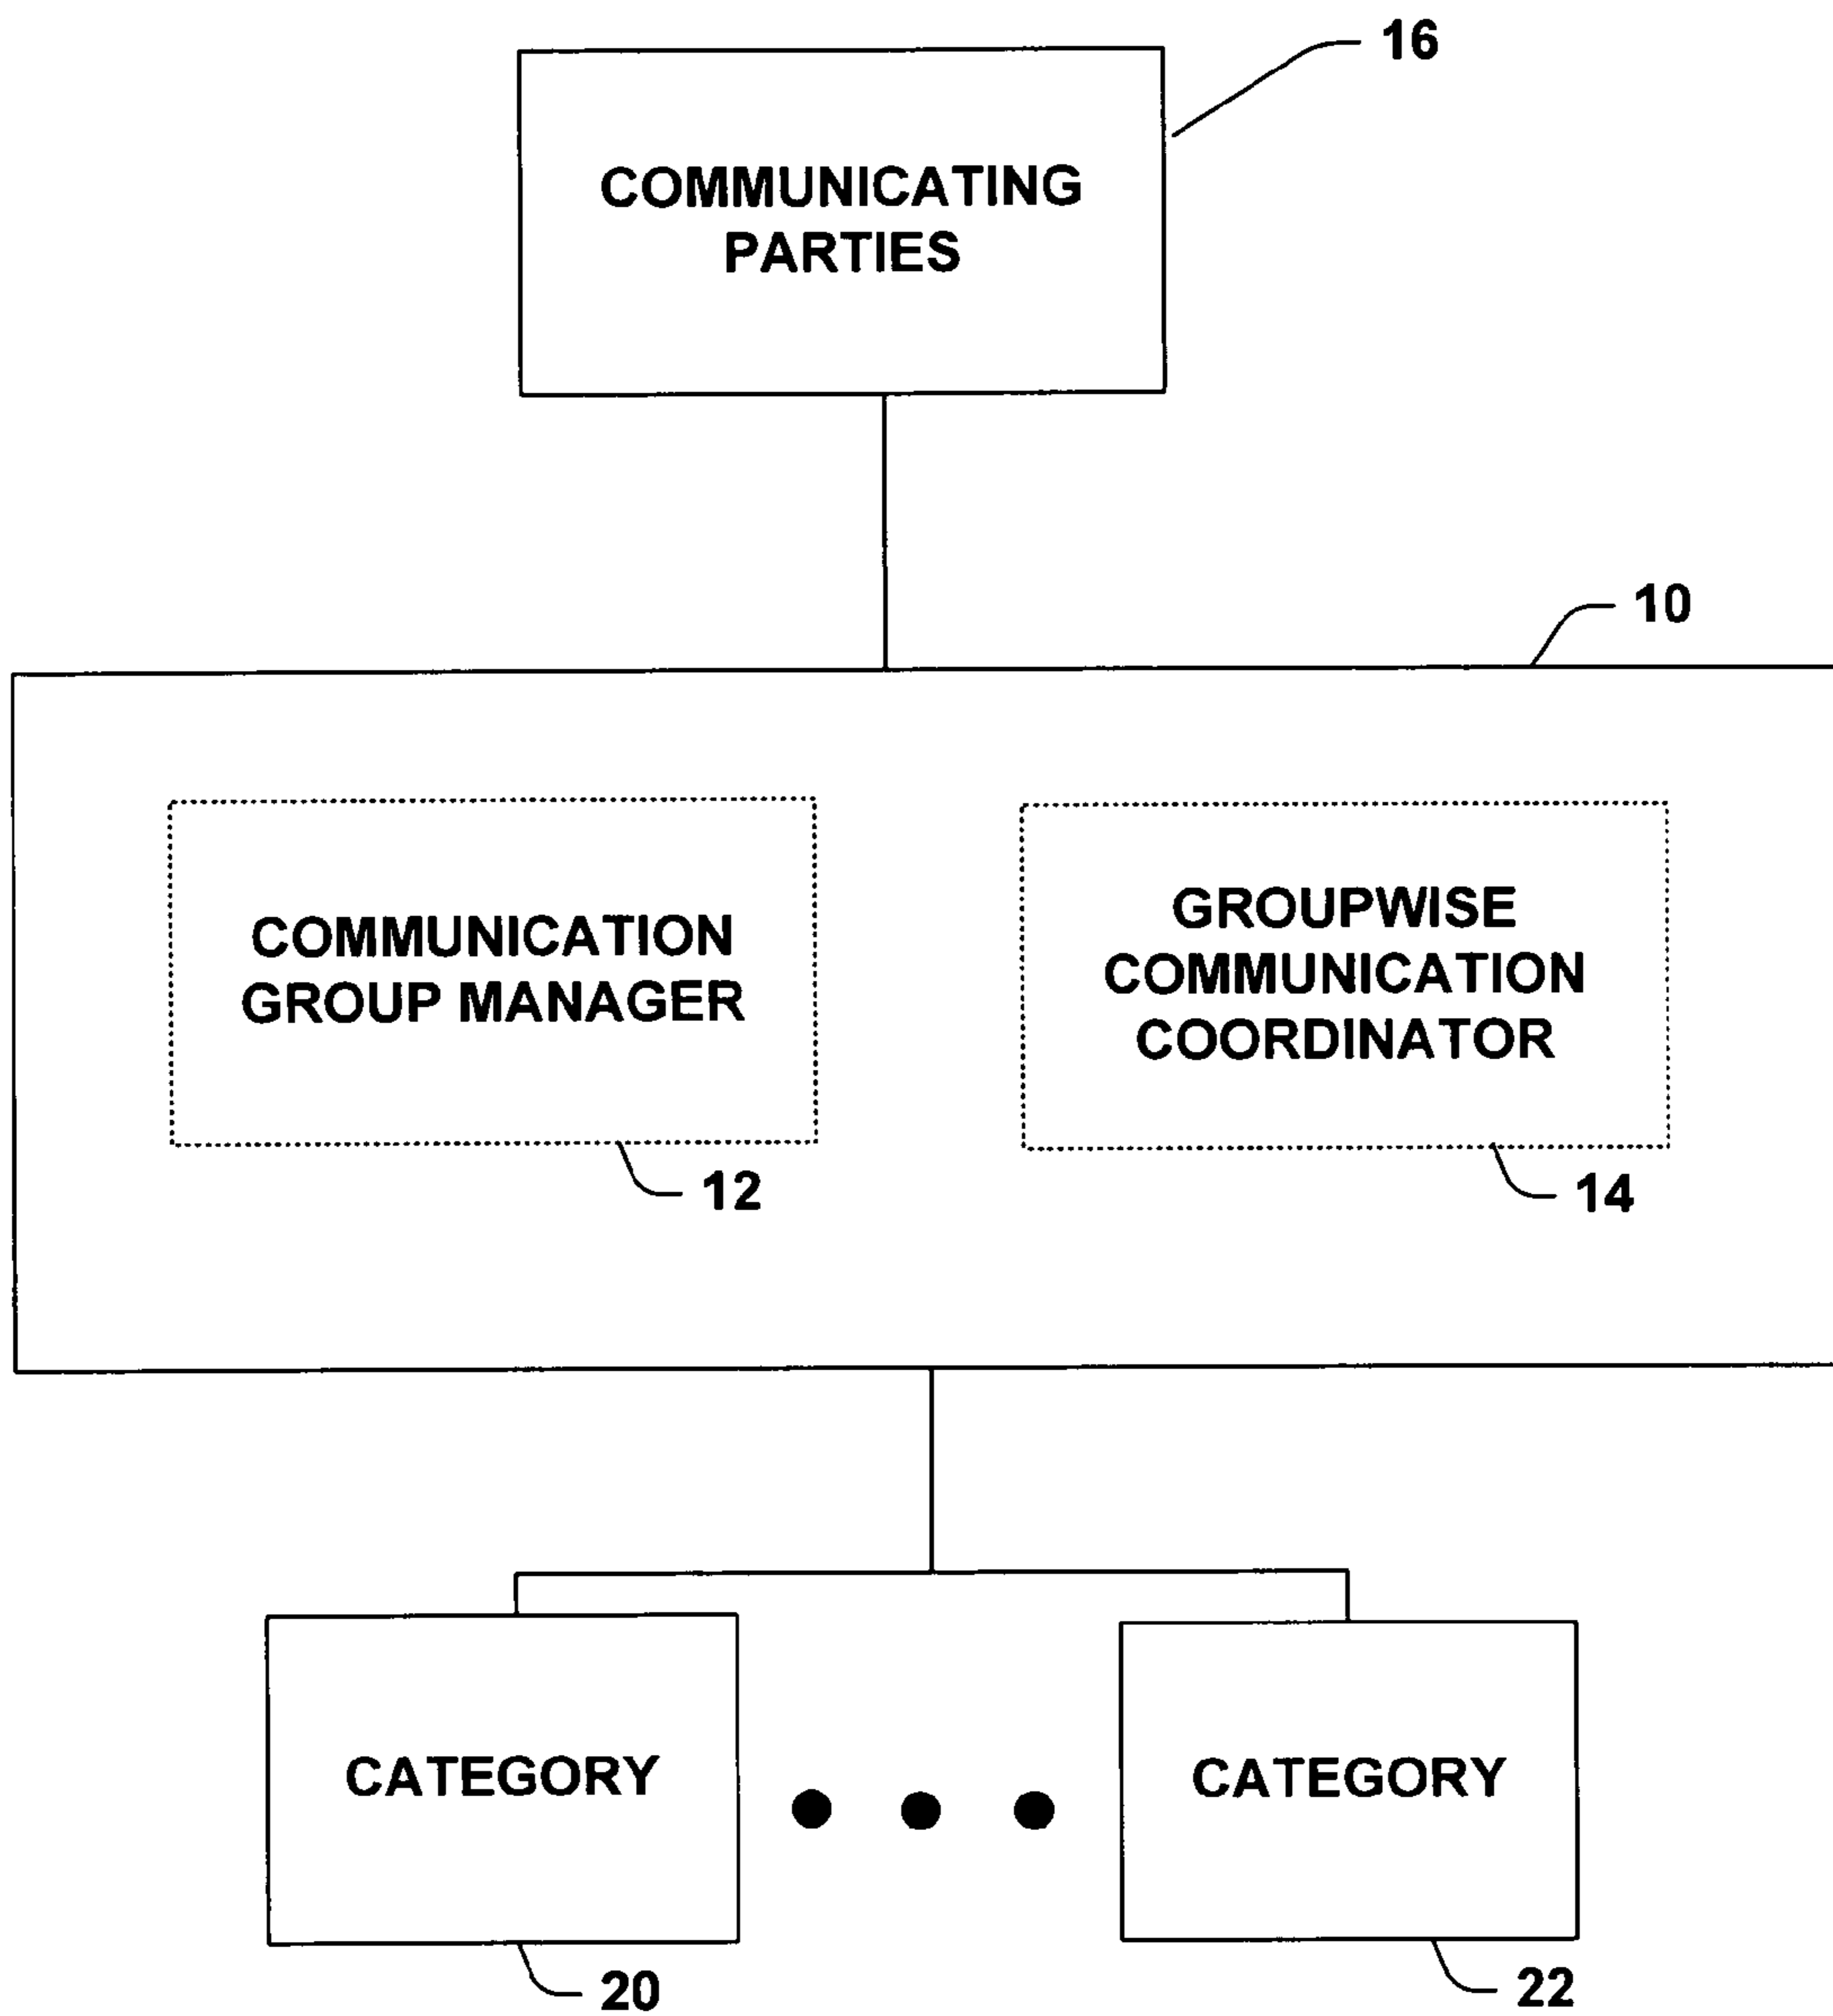 16
COMMUNICATING
PARTIES
10
COMMUNICATION
GROUP MANAGER
12
GROUPWISE
COMMUNICATION
COORDINATOR
14
CATEGORY
20
CATEGORY
22